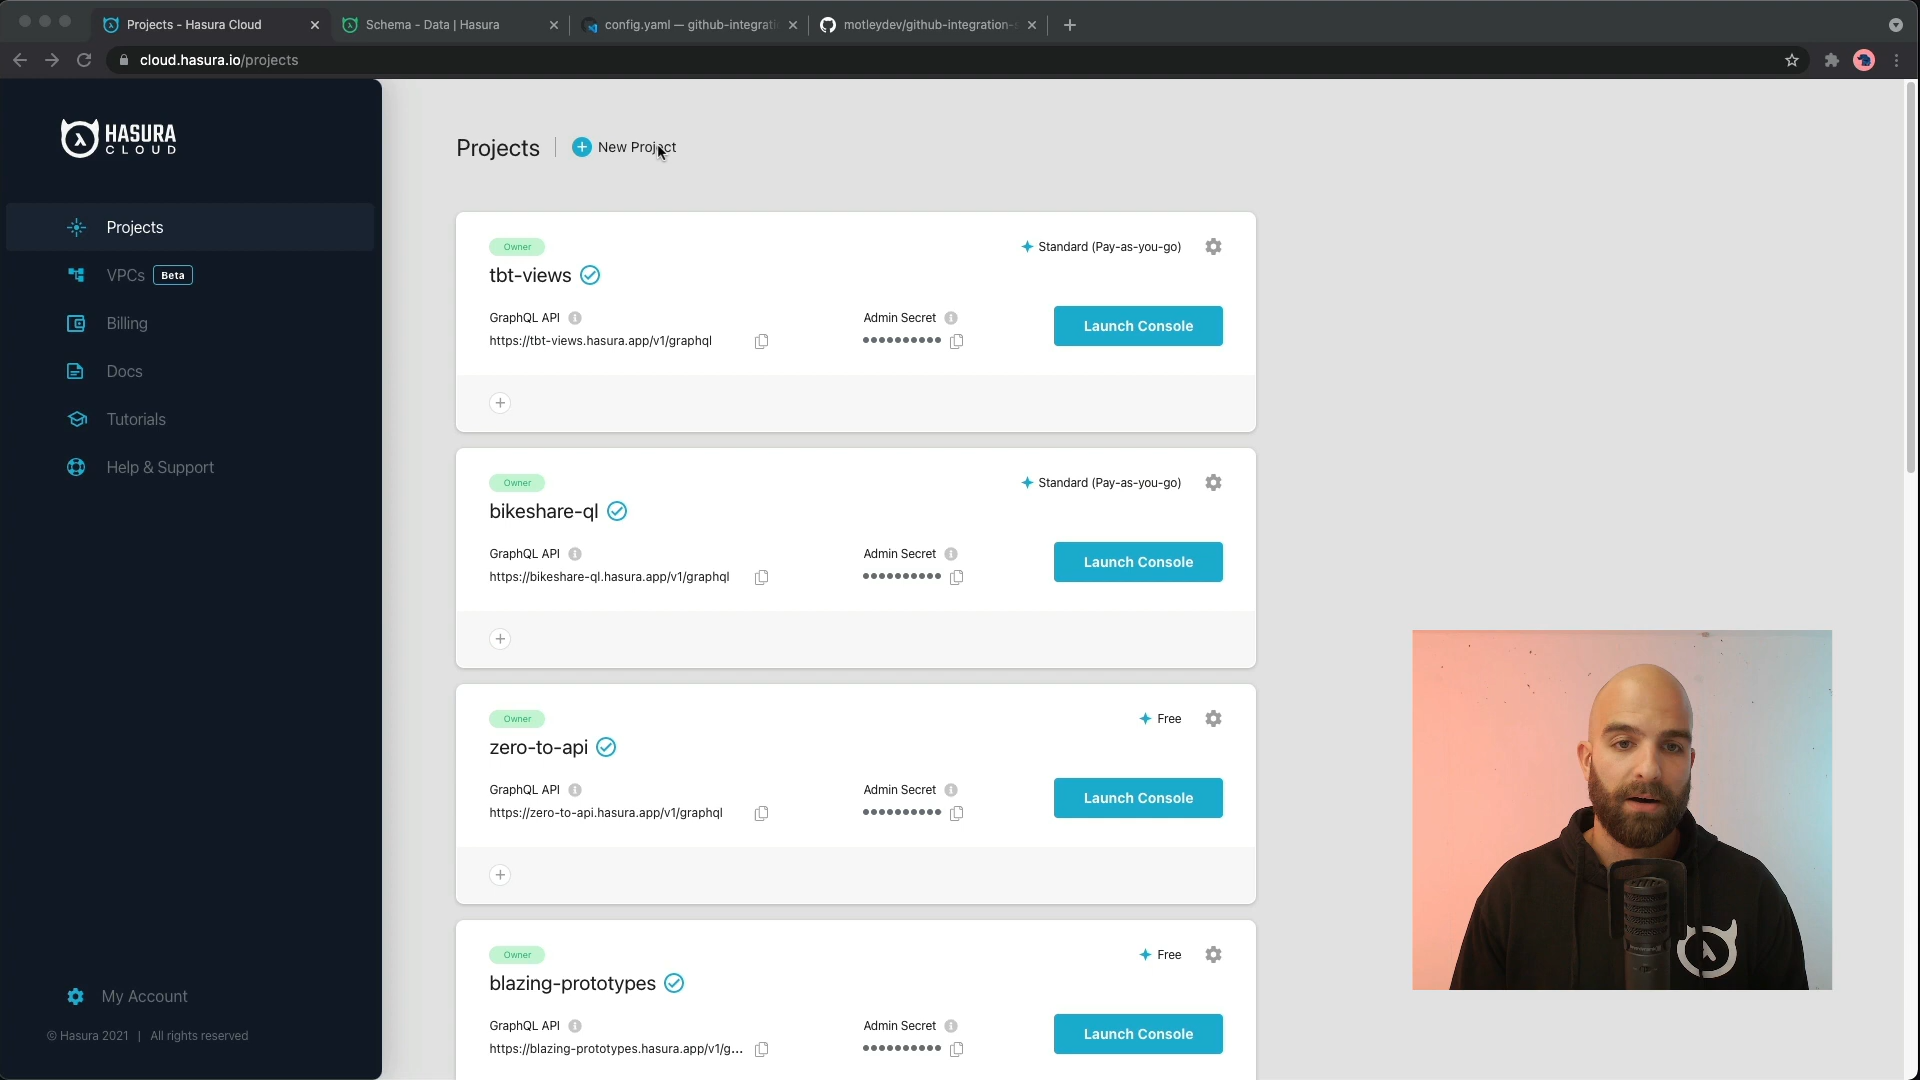 Projects - Hasura Cloud
Schema - Data | Hasura
config.yaml — github-integrati
motleydev/github-integration-
cloud.hasura.io/projects
HASURA
CLOUD
Projects
VPCs Beta
Billing
Docs
Tutorials
Help & Support
My Account
© Hasura 2021 | All rights reserved
Projects
New Project
Owner
Standard (Pay-as-you-go)
tbt-views
GraphQL API
Admin Secret
https://tbt-views.hasura.app/v1/graphql
Launch Console
Owner
Standard (Pay-as-you-go)
bikeshare-ql
GraphQL API
Admin Secret
https://bikeshare-ql.hasura.app/v1/graphql
Launch Console
Owner
Free
zero-to-api
GraphQL API
Admin Secret
https://zero-to-api.hasura.app/v1/graphql
Launch Console
Owner
Free
blazing-prototypes
GraphQL API
Admin Secret
https://blazing-prototypes.hasura.app/v1/g...
Launch Console